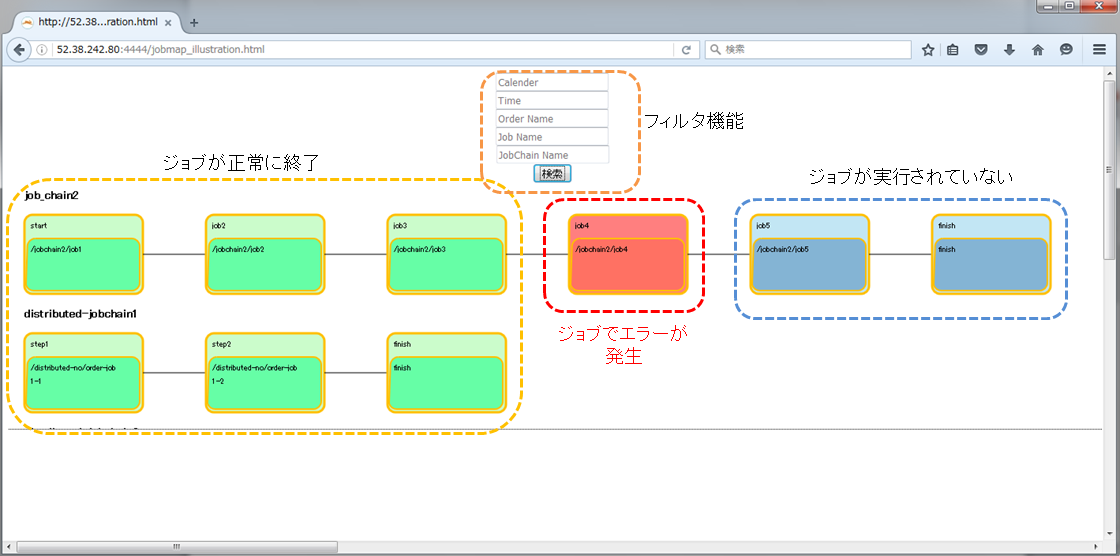 http://52.38...ration.html
52.38.242.80:4444/jobmap_illustration.html
検索
Calender
Time
Order Name
Job Name
JobChain Name
検索
フィルタ機能
ジョブが正常に終了
ジョブが実行されていない
job_chain2
start
/jobchain2/job1
job2
/jobchain2/job2
job3
/jobchain2/job3
job4
/jobchain2/job4
job5
/jobchain2/job5
finish
finish
ジョブでエラーが
発生
distributed-jobchain1
step1
/distributed-no/order-job
1-1
step2
/distributed-no/order-job
1-2
finish
finish